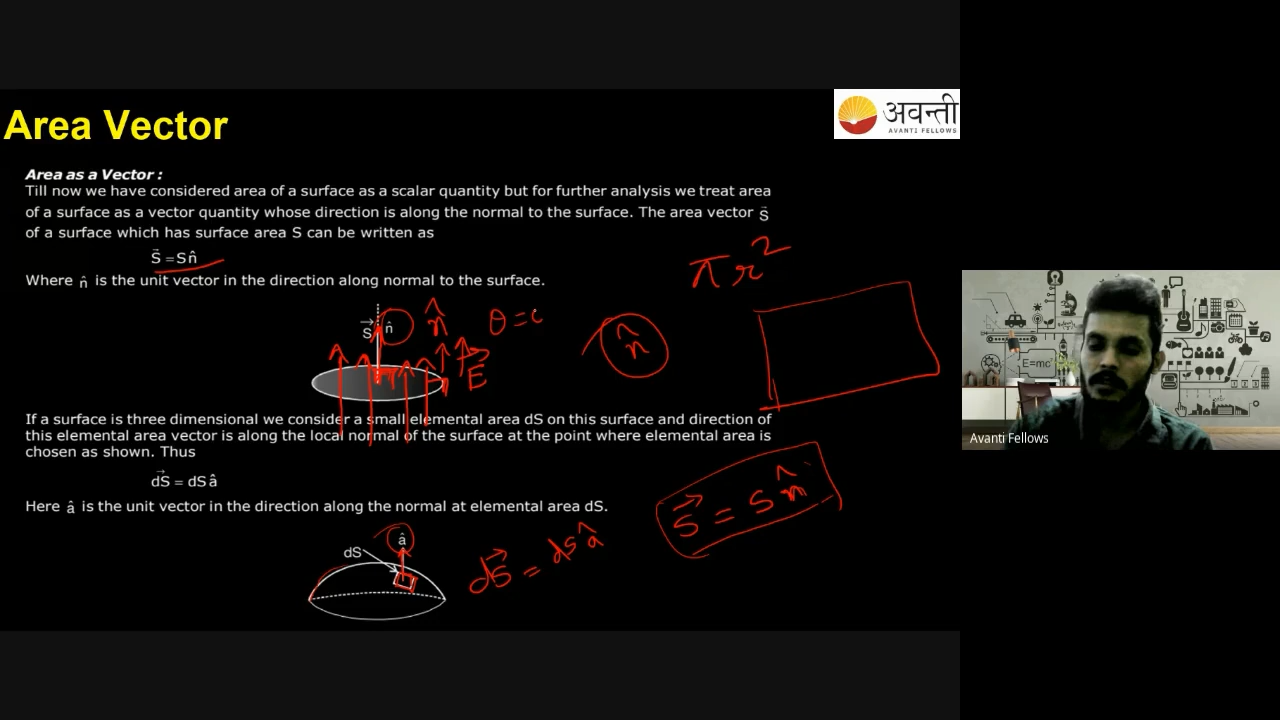 Area Vector
अवन्ती
AVANTI FELLOWS
Area as a Vector :
Till now we have considered area of a surface as a scalar quantity but for further analysis we treat area
of a surface as a vector quantity whose direction is along the normal to the surface. The area vector S⃗
of a surface which has surface area S can be written as
S⃗ = Sn̂
Where n̂ is the unit vector in the direction along normal to the surface.
πr²
S⃗ n̂ n̂ θ =
n̂
E⃗
If a surface is three dimensional we consider a small elemental area dS on this surface and direction of
this elemental area vector is along the local normal of the surface at the point where elemental area is
chosen as shown. Thus
dS⃗ = dS â
Here â is the unit vector in the direction along the normal at elemental area dS.
S⃗ = S n̂
dS â
dS⃗ = dS â
E=mc²
Avanti Fellows